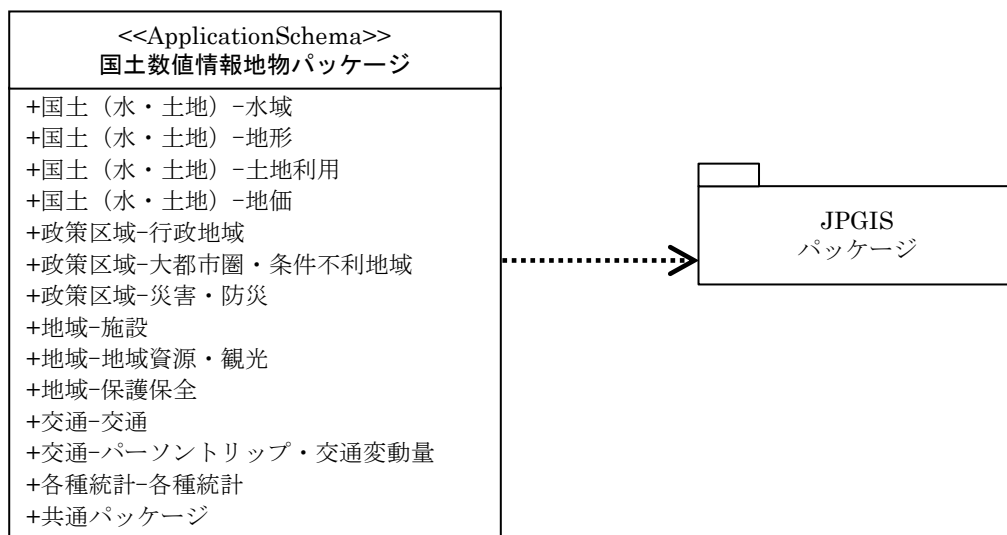 <<ApplicationSchema>>
国土数値情報地物パッケージ
+国土（水・土地）-水域
+国土（水・土地）-地形
+国土（水・土地）-土地利用
+国土（水・土地）-地価
+政策区域-行政地域
+政策区域-大都市圏・条件不利地域
+政策区域-災害・防災
+地域-施設
+地域-地域資源・観光
+地域-保護保全
+交通-交通
+交通-パーソントリップ・交通変動量
+各種統計-各種統計
+共通パッケージ
JPGIS
パッケージ